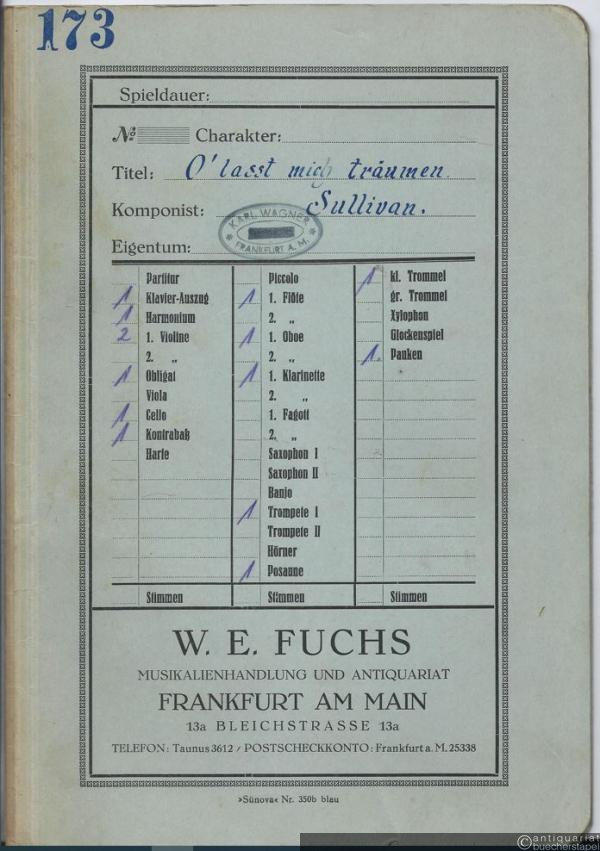 173
Spieldauer:
№ Charakter:
Titel: O' lasst mich träumen.
Komponist: Sullivan.
KARL WAGNER
* FRANKFURT A. M. *
Eigentum:
Partitur
1 Klavier-Auszug
1 Harmonium
2 1. Violine
2. „
1 Obligat
Viola
1 Cello
1 Kontrabaß
Harfe
Stimmen
Piccolo
1 1. Flöte
2. „
1 1. Oboe
2. „
1 1. Klarinette
2. „
1. Fagott
2. „
Saxophon I
Saxophon II
Banjo
1 Trompete I
Trompete II
Hörner
1 Posaune
Stimmen
1 kl. Trommel
gr. Trommel
Xylophon
Glockenspiel
1. Pauken
Stimmen
W. E. FUCHS
MUSIKALIENHANDLUNG UND ANTIQUARIAT
FRANKFURT AM MAIN
13a BLEICHSTRASSE 13a
TELEFON: Taunus 3612 / POSTSCHECKKONTO: Frankfurt a. M. 25338
»Sünova« Nr. 350b blau
antiquariat
buecherstapel